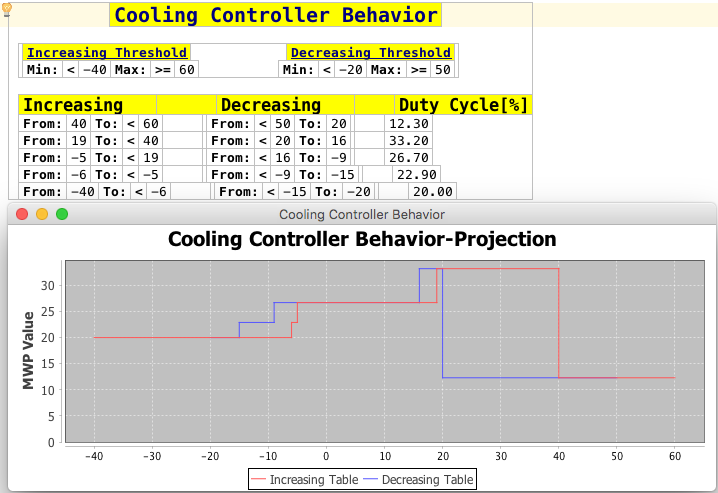 Cooling Controller Behavior
Increasing Threshold Decreasing Threshold
Min: < -40 Max: >= 60 Min: < -20 Max: >= 50
Increasing Decreasing Duty Cycle[%]
From: 40 To: < 60 From: < 50 To: 20 12.30
From: 19 To: < 40 From: < 20 To: 16 33.20
From: -5 To: < 19 From: < 16 To: -9 26.70
From: -6 To: < -5 From: < -9 To: -15 22.90
From: -40 To: < -6 From: < -15 To: -20 20.00
Cooling Controller Behavior
Cooling Controller Behavior-Projection
MWP Value
30
25
20
15
10
5
0
-40 -30 -20 -10 0 10 20 30 40 50 60
Increasing Table Decreasing Table